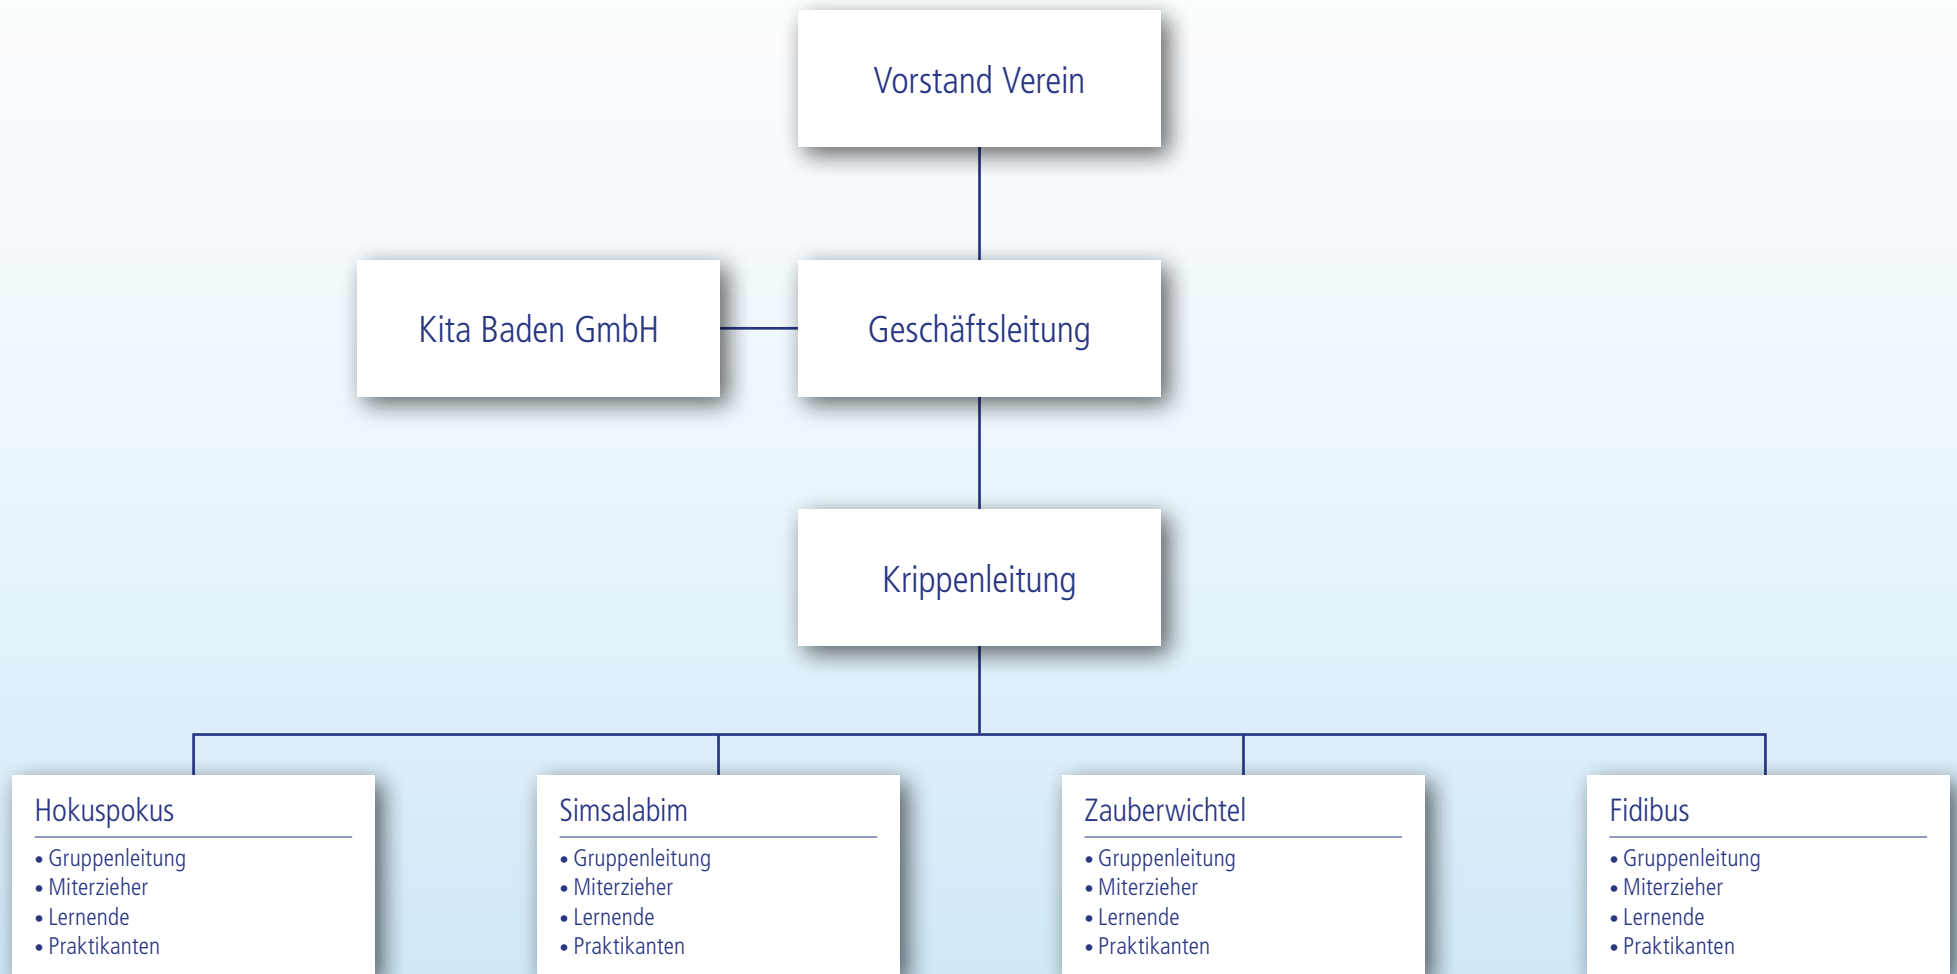 Vorstand Verein
Kita Baden GmbH
Geschäftsleitung
Krippenleitung
Hokuspokus
• Gruppenleitung
• Miterzieher
• Lernende
• Praktikanten
Simsalabim
• Gruppenleitung
• Miterzieher
• Lernende
• Praktikanten
Zauberwichtel
• Gruppenleitung
• Miterzieher
• Lernende
• Praktikanten
Fidibus
• Gruppenleitung
• Miterzieher
• Lernende
• Praktikanten